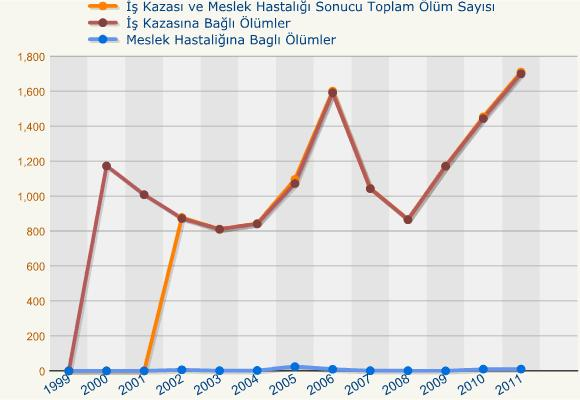 İş Kazası ve Meslek Hastalığı Sonucu Toplam Ölüm Sayısı
İş Kazasına Bağlı Ölümler
Meslek Hastalığına Baglı Ölümler
1,800
1,600
1,400
1,200
1,000
800
600
400
200
0
1999 2000 2001 2002 2003 2004 2005 2006 2007 2008 2009 2010 2011